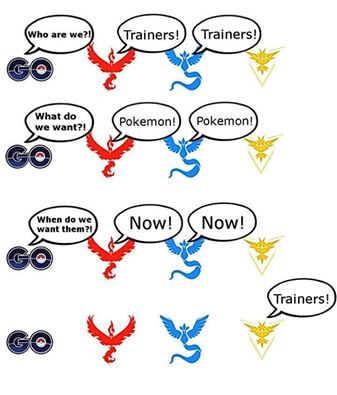 Who are we?!
Trainers!
Trainers!
GO
What do
we want?!
Pokemon!
Pokemon!
GO
When do we
want them?!
Now!
Now!
GO
Trainers!
GO